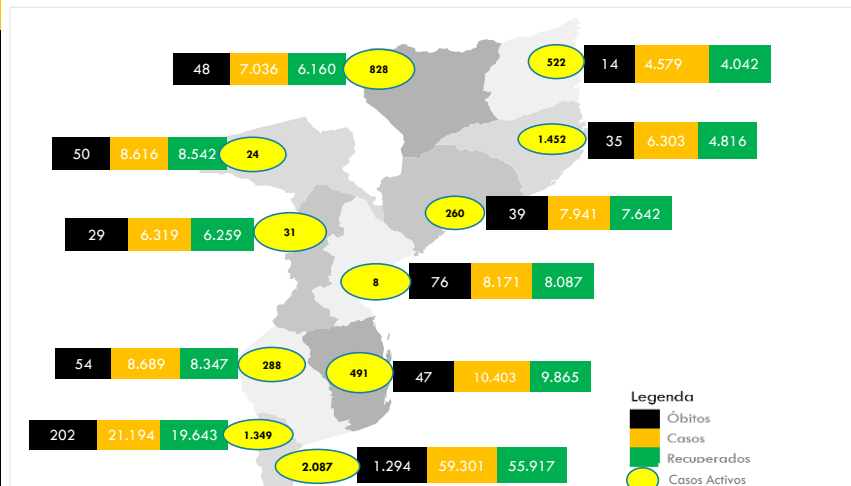 48 7.036 6.160 828
522 14 4.579 4.042
50 8.616 8.542 24
1.452 35 6.303 4.816
29 6.319 6.259 31
260 39 7.941 7.642
8 76 8.171 8.087
54 8.689 8.347 288
491 47 10.403 9.865
202 21.194 19.643 1.349
2.087 1.294 59.301 55.917
Legenda
Óbitos
Casos
Recuperados
Casos Activos